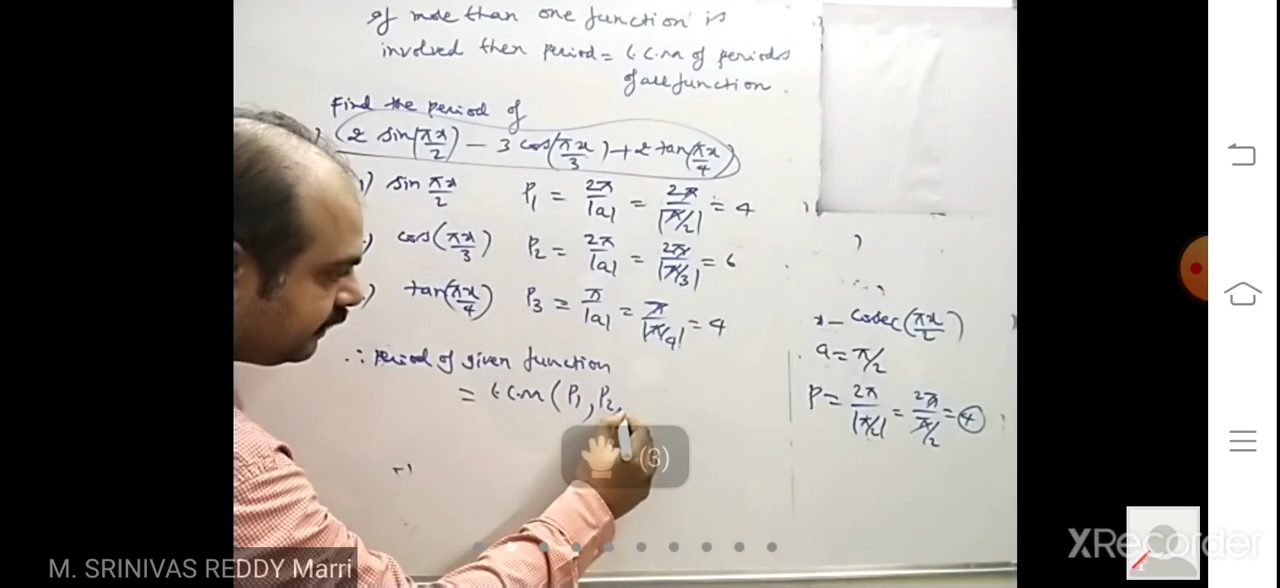 If more than one function is
involved then period = L.C.M of periods
of all function.
Find the period of
(2 sin(πx/2) - 3 cos(πx/3) + 2 tan(πx/4))
1) sin πx/2 P₁ = 2π/|a| = 2π/|π/2| = 4
) cos(πx/3) P₂ = 2π/|a| = 2π/|π/3| = 6
) tan(πx/4) P₃ = π/|a| = π/|π/4| = 4
∴ Period of given function
= L.C.M (P₁, P₂,
x - Cosec(πx/2)
a = π/2
P = 2π/|π/2| = 2π/π/2 = 4
(3)
M. SRINIVAS REDDY Marri
XRecorder